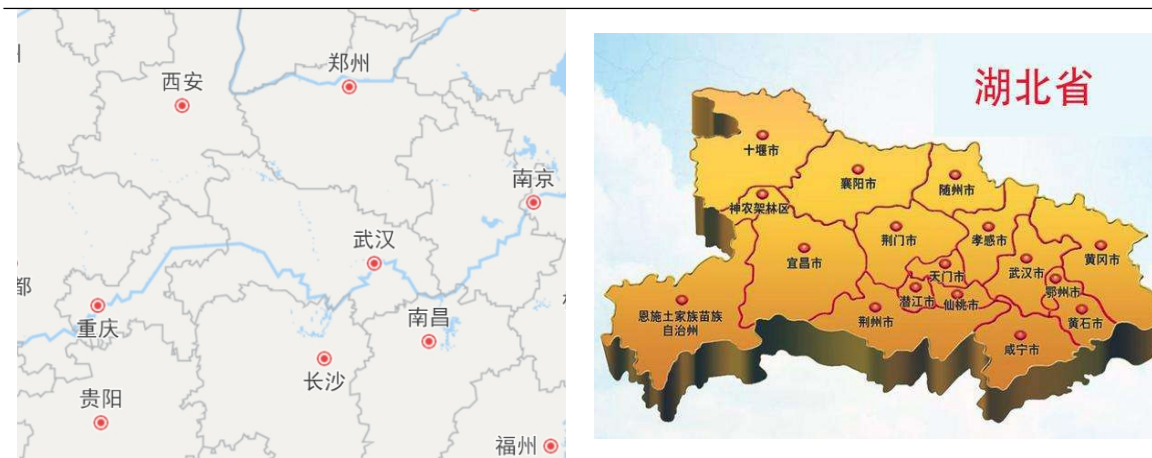 郑州
西安
南京
武汉
都
重庆
南昌
长沙
贵阳
福州
湖北省
十堰市
襄阳市
随州市
神农架林区
荆门市
孝感市
宜昌市
武汉市
黄冈市
天门市
鄂州市
潜江市
仙桃市
恩施土家族苗族
自治州
荆州市
黄石市
咸宁市